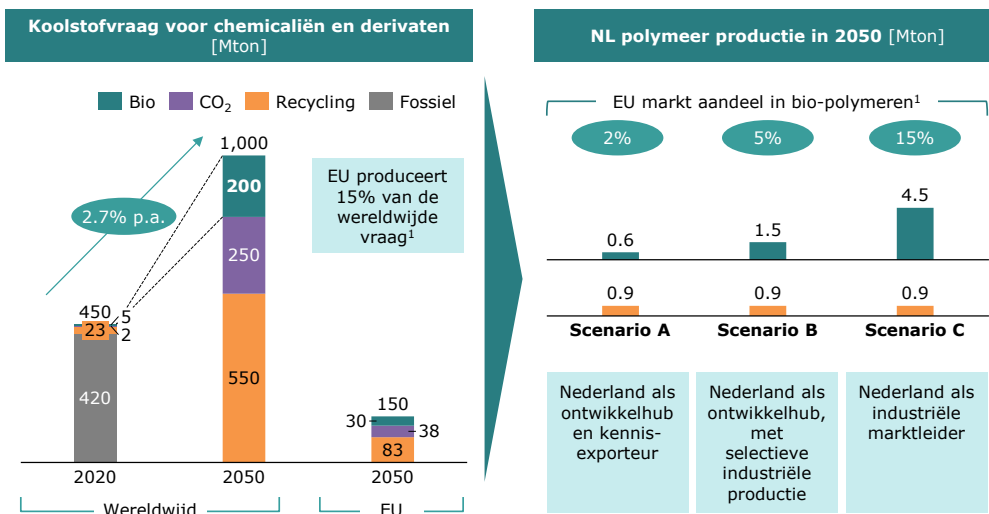 Koolstofvraag voor chemicaliën en derivaten
[Mton]
Bio CO₂ Recycling Fossiel
1,000
200
250
550
2.7% p.a.
450
5
23
2
420
EU produceert
15% van de
wereldwijde
vraag¹
150
30
38
83
2020 2050 2050
Wereldwijd EU
NL polymeer productie in 2050 [Mton]
EU markt aandeel in bio-polymeren¹
2% 5% 15%
0.6 1.5 4.5
0.9 0.9 0.9
Scenario A Scenario B Scenario C
Nederland als
ontwikkelhub
en kennis-
exporteur
Nederland als
ontwikkelhub,
met
selectieve
industriële
productie
Nederland als
industriële
marktleider